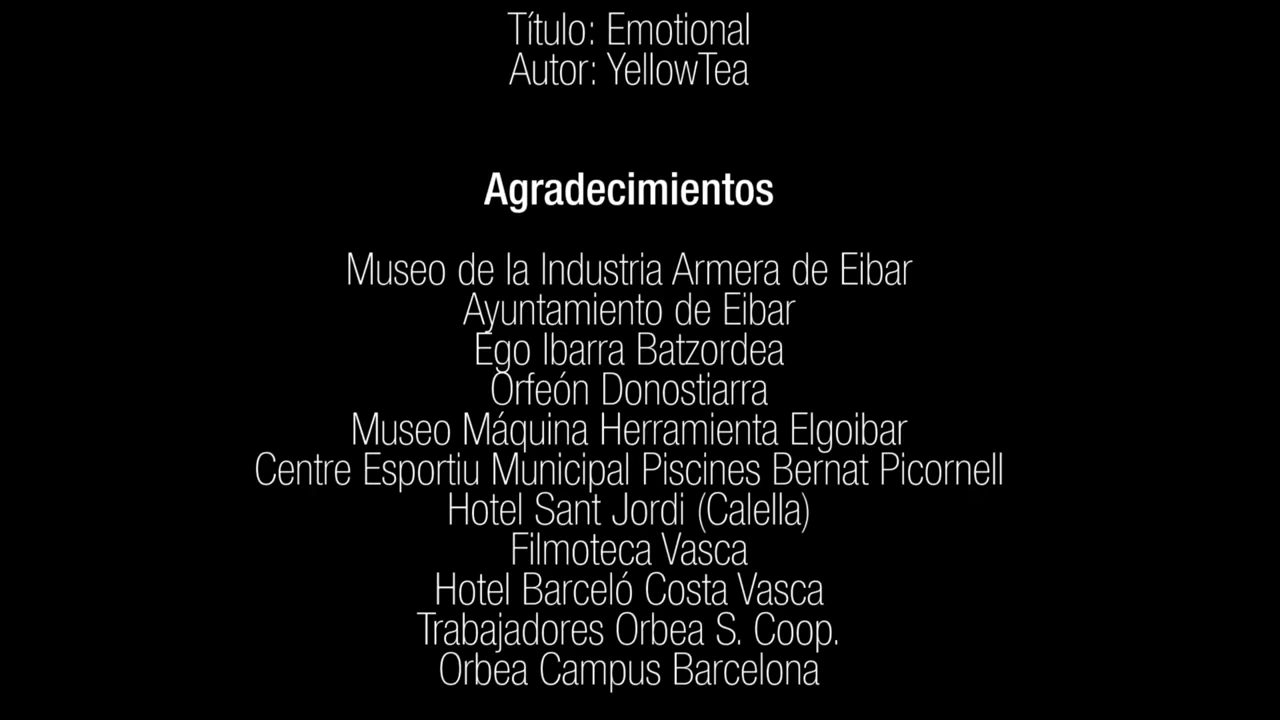 Título: Emotional
Autor: YellowTea
Agradecimientos
Museo de la Industria Armera de Eibar
Ayuntamiento de Eibar
Ego Ibarra Batzordea
Orfeón Donostiarra
Museo Máquina Herramienta Elgoibar
Centre Esportiu Municipal Piscines Bernat Picornell
Hotel Sant Jordi (Calella)
Filmoteca Vasca
Hotel Barceló Costa Vasca
Trabajadores Orbea S. Coop.
Orbea Campus Barcelona